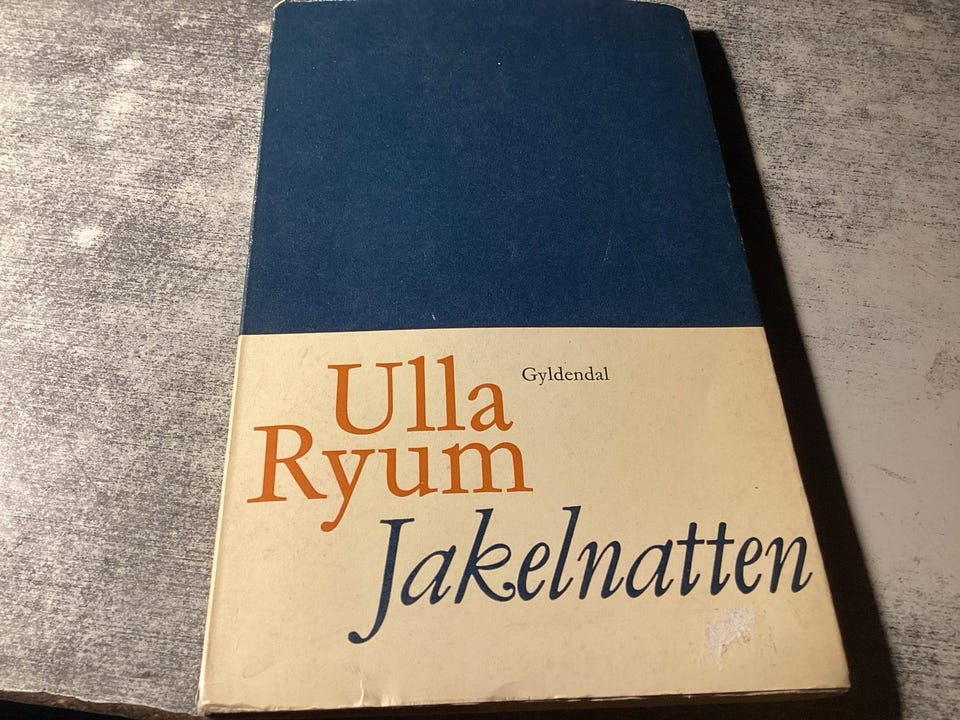 Ulla
Gyldendal
Ryum
Jakelnatten